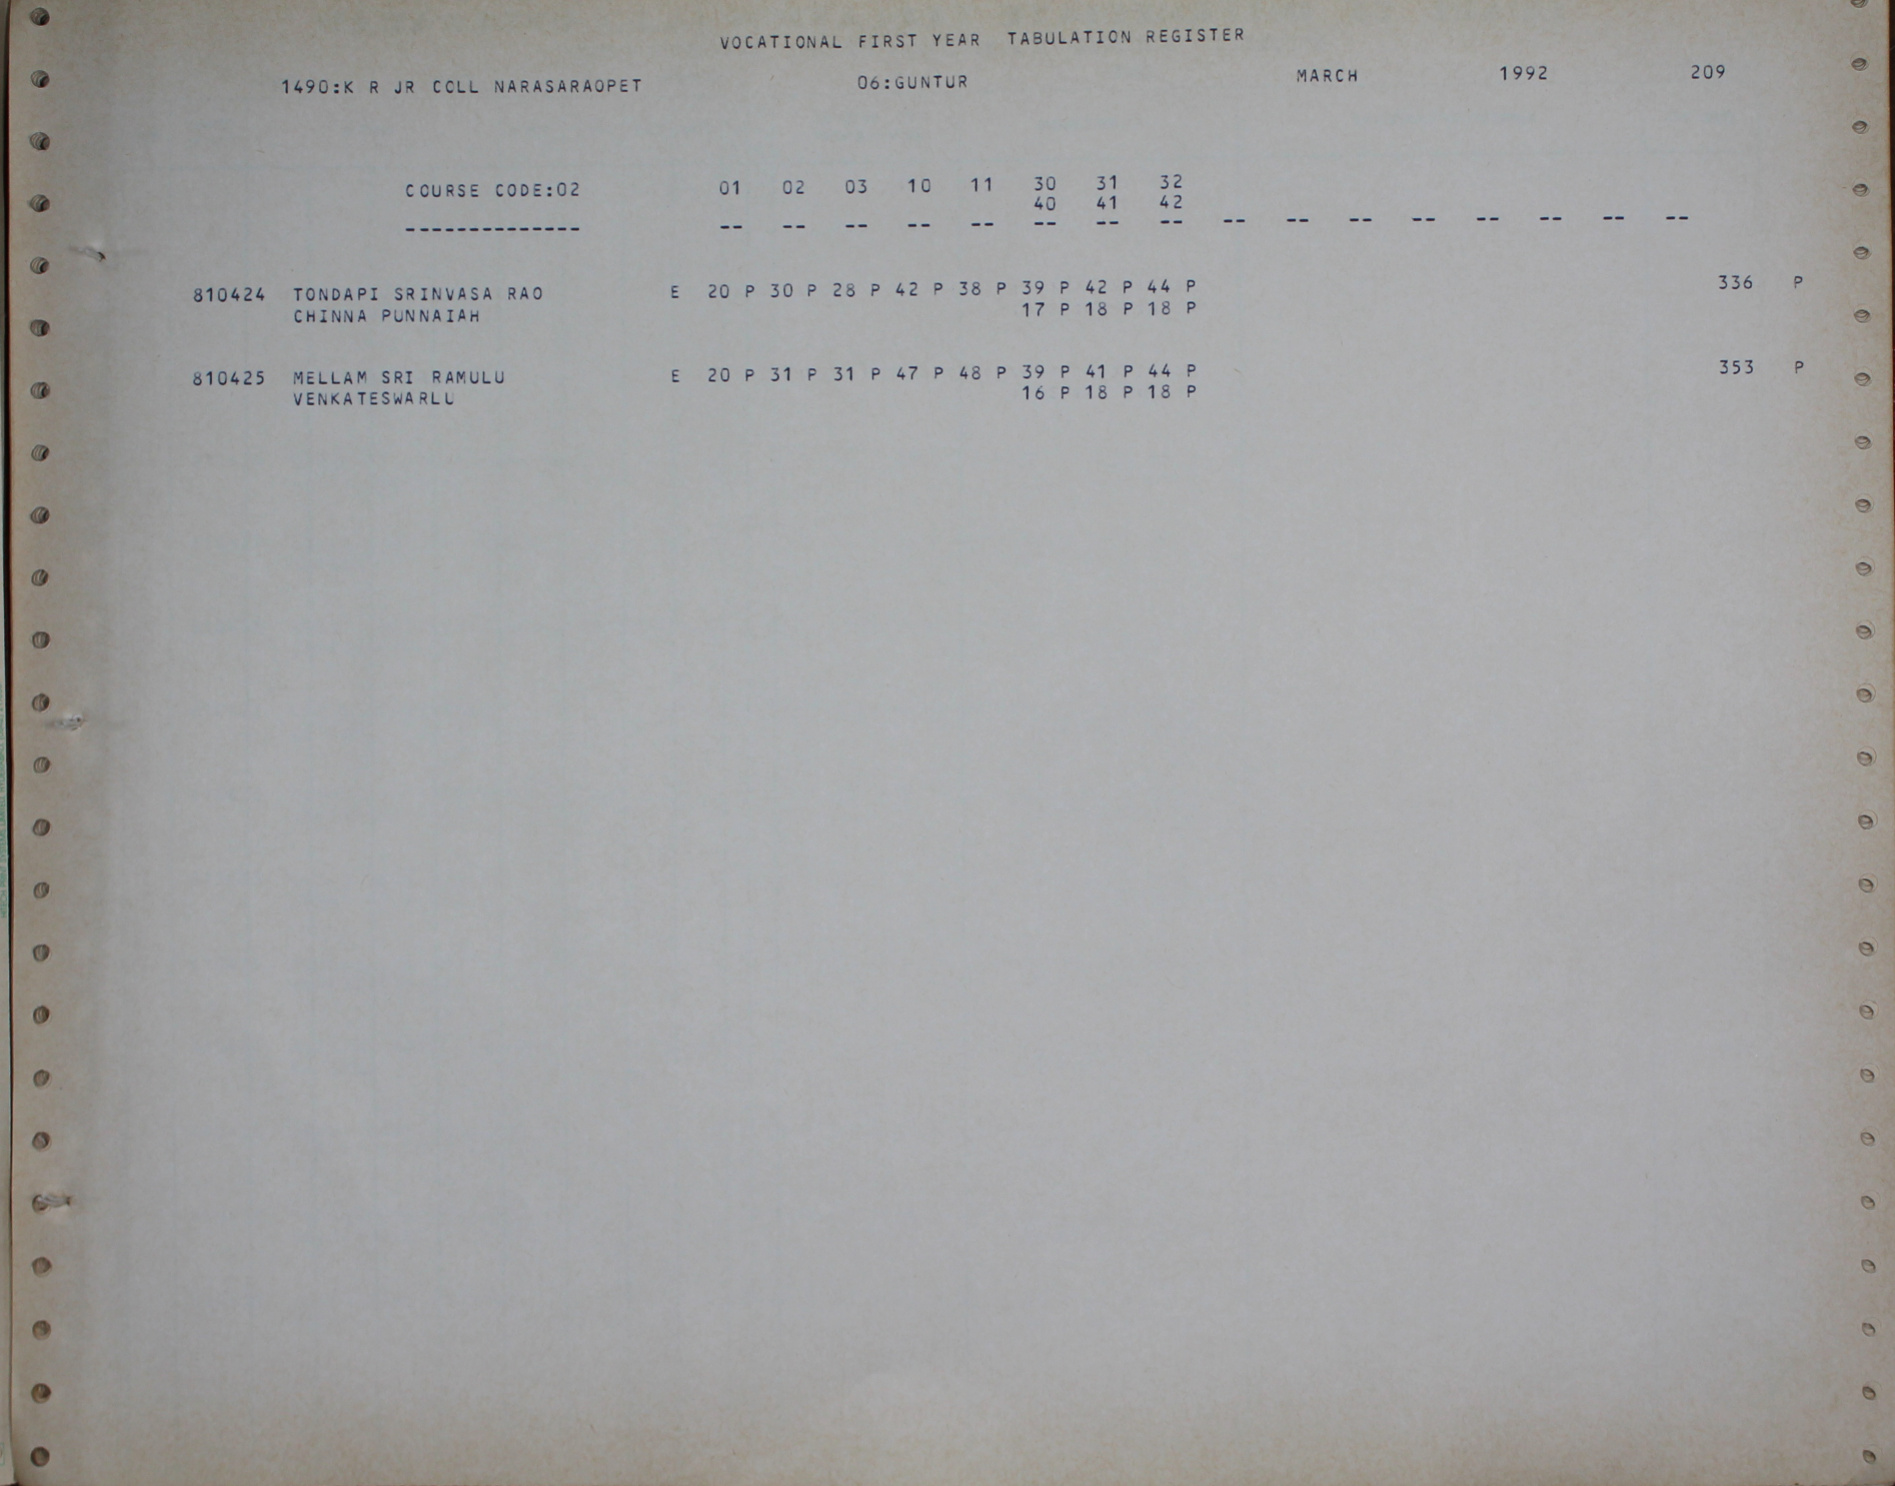 VOCATIONAL FIRST YEAR TABULATION REGISTER
1490:K R JR COLL NARASARAOPET 06:GUNTUR MARCH 1992 209
COURSE CODE:02 01 02 03 10 11 30 31 32
40 41 42
-------------- -- -- -- -- -- -- -- -- -- -- -- -- -- -- -- --
810424 TONDAPI SRINVASA RAO E 20 P 30 P 28 P 42 P 38 P 39 P 42 P 44 P 336 P
CHINNA PUNNAIAH 17 P 18 P 18 P
810425 MELLAM SRI RAMULU E 20 P 31 P 31 P 47 P 48 P 39 P 41 P 44 P 353 P
VENKATESWARLU 16 P 18 P 18 P